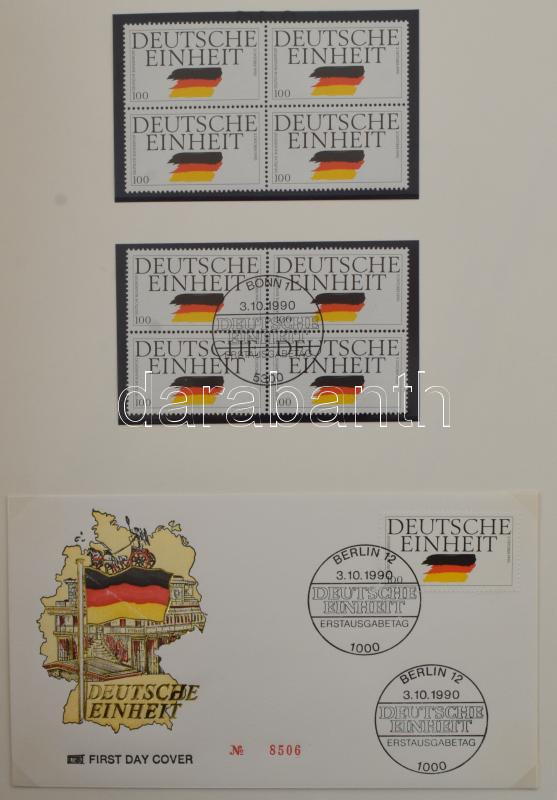 DEUTSCHE DEUTSCHE
EINHEIT EINHEIT
100 100
DEUTSCHE DEUTSCHE
EINHEIT EINHEIT
100 100
DEUTSCHE DEUTSCHE
EINHEIT EINHEIT
100 100
DEUTSCHE DEUTSCHE
EINHEIT EINHEIT
100 100
BONN 1
3.10.1990
DEUTSCHE
EINHEIT
ERSTAUSGABETAG
5300
darabanth
DEUTSCHE
EINHEIT
100
BERLIN 12
3.10.1990
DEUTSCHE
EINHEIT
ERSTAUSGABETAG
1000
BERLIN 12
3.10.1990
DEUTSCHE
EINHEIT
ERSTAUSGABETAG
1000
DEUTSCHE
EINHEIT
FIRST DAY COVER
№ 8506